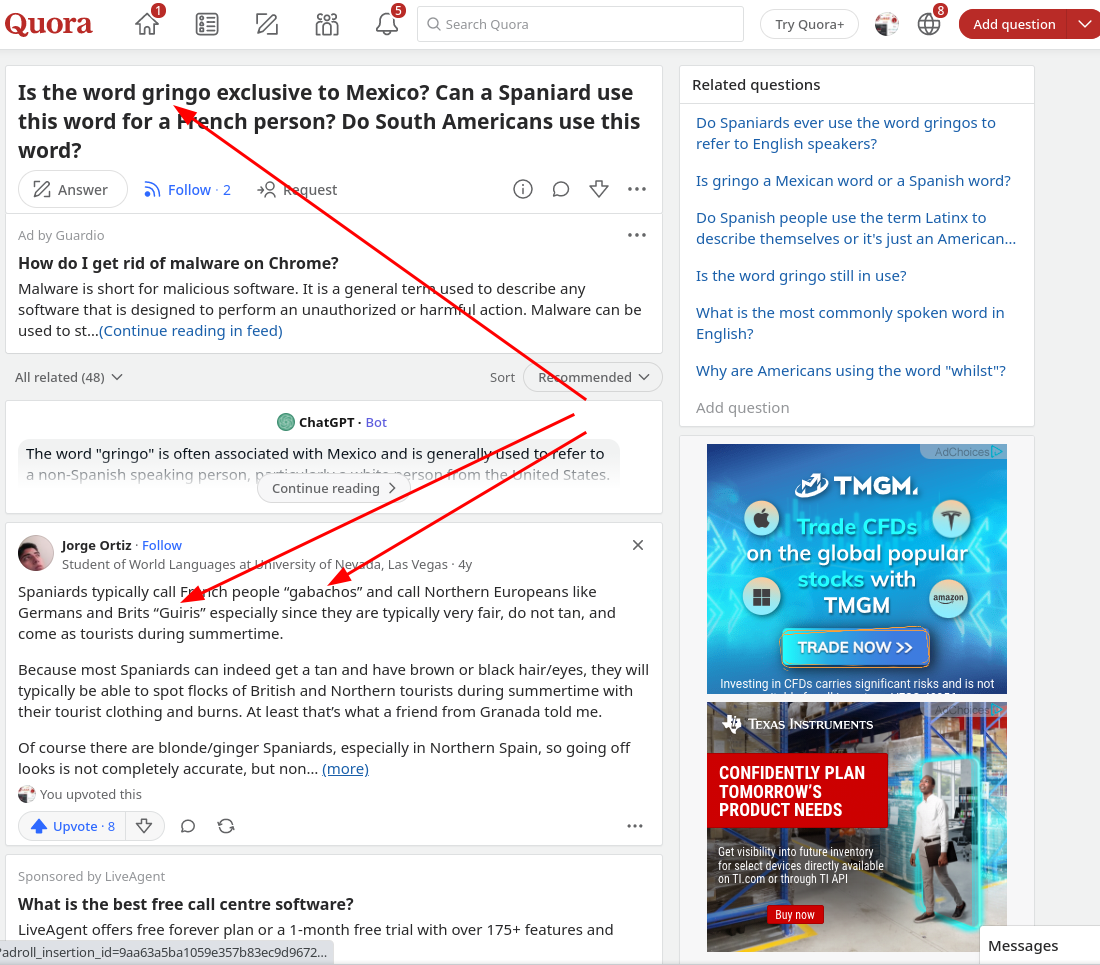 Quora
1
5
Search Quora
Try Quora+
8
Add question
Is the word gringo exclusive to Mexico? Can a Spaniard use
this word for a French person? Do South Americans use this
word?
Answer
Follow · 2
Request
Ad by Guardio
How do I get rid of malware on Chrome?
Malware is short for malicious software. It is a general term used to describe any
software that is designed to perform an unauthorized or harmful action. Malware can be
used to st...(Continue reading in feed)
All related (48)
Sort
Recommended
ChatGPT · Bot
The word "gringo" is often associated with Mexico and is generally used to refer to
a non-Spanish speaking person, particularly a white person from the United States.
Continue reading
Jorge Ortiz · Follow
Student of World Languages at University of Nevada, Las Vegas · 4y
Spaniards typically call French people “gabachos” and call Northern Europeans like
Germans and Brits “Guiris” especially since they are typically very fair, do not tan, and
come as tourists during summertime.
Because most Spaniards can indeed get a tan and have brown or black hair/eyes, they will
typically be able to spot flocks of British and Northern tourists during summertime with
their tourist clothing and burns. At least that’s what a friend from Granada told me.
Of course there are blonde/ginger Spaniards, especially in Northern Spain, so going off
looks is not completely accurate, but non... (more)
You upvoted this
Upvote · 8
Sponsored by LiveAgent
What is the best free call centre software?
LiveAgent offers free forever plan or a 1-month free trial with over 175+ features and
?adroll_insertion_id=9aa63a5ba1059e357b83ec9d9672...
Related questions
Do Spaniards ever use the word gringos to
refer to English speakers?
Is gringo a Mexican word or a Spanish word?
Do Spanish people use the term Latinx to
describe themselves or it's just an American...
Is the word gringo still in use?
What is the most commonly spoken word in
English?
Why are Americans using the word "whilst"?
Add question
AdChoices
TMGM
Trade CFDs
on the global popular
stocks with
TMGM
amazon
TRADE NOW >>
Investing in CFDs carries significant risks and is not
AdChoices
TEXAS INSTRUMENTS
CONFIDENTLY PLAN
TOMORROW'S
PRODUCT NEEDS
Get visibility into future inventory
for select devices directly available
on TI.com or through TI API
Buy now
Messages